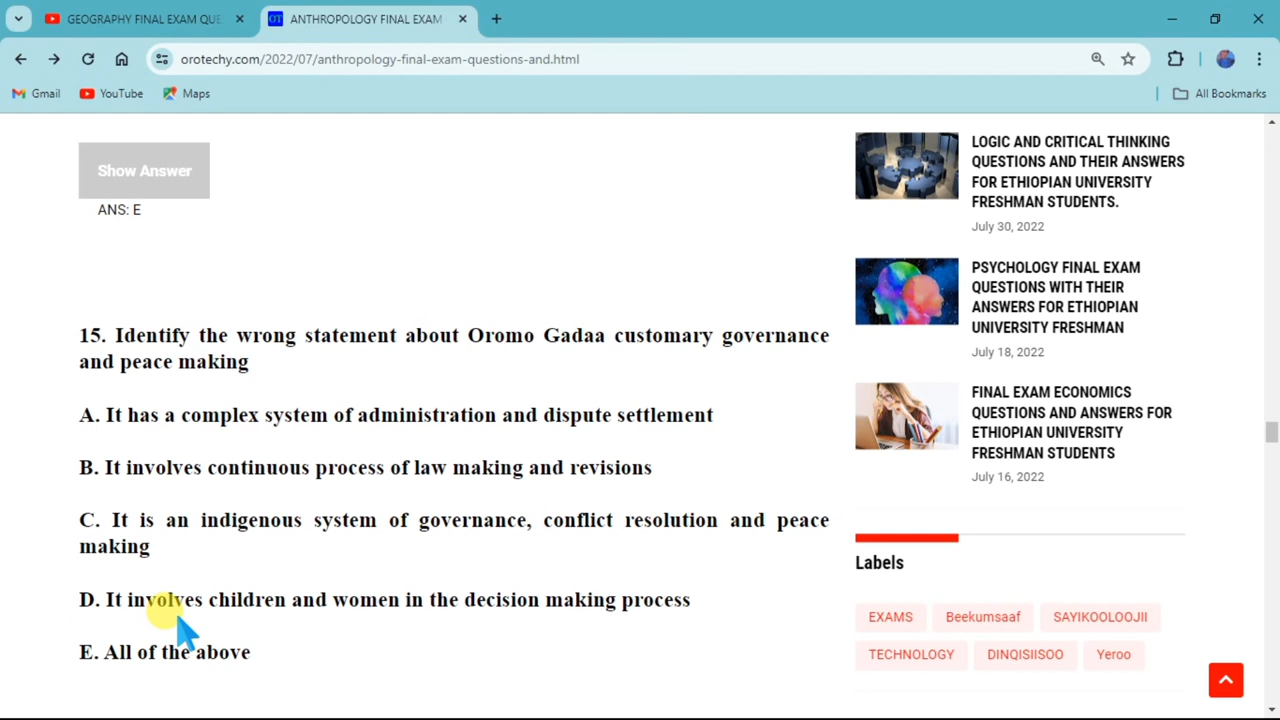 GEOGRAPHY FINAL EXAM QUE
OT
ANTHROPOLOGY FINAL EXAM
orotechy.com/2022/07/anthropology-final-exam-questions-and.html
Gmail
YouTube
Maps
All Bookmarks
Show Answer
ANS: E
15. Identify the wrong statement about Oromo Gadaa customary governance
and peace making
A. It has a complex system of administration and dispute settlement
B. It involves continuous process of law making and revisions
C. It is an indigenous system of governance, conflict resolution and peace
making
D. It involves children and women in the decision making process
E. All of the above
LOGIC AND CRITICAL THINKING
QUESTIONS AND THEIR ANSWERS
FOR ETHIOPIAN UNIVERSITY
FRESHMAN STUDENTS.
July 30, 2022
PSYCHOLOGY FINAL EXAM
QUESTIONS WITH THEIR
ANSWERS FOR ETHIOPIAN
UNIVERSITY FRESHMAN
July 18, 2022
FINAL EXAM ECONOMICS
QUESTIONS AND ANSWERS FOR
ETHIOPIAN UNIVERSITY
FRESHMAN STUDENTS
July 16, 2022
Labels
EXAMS
Beekumsaaf
SAYIKOOLOOJII
TECHNOLOGY
DINQISIISOO
Yeroo